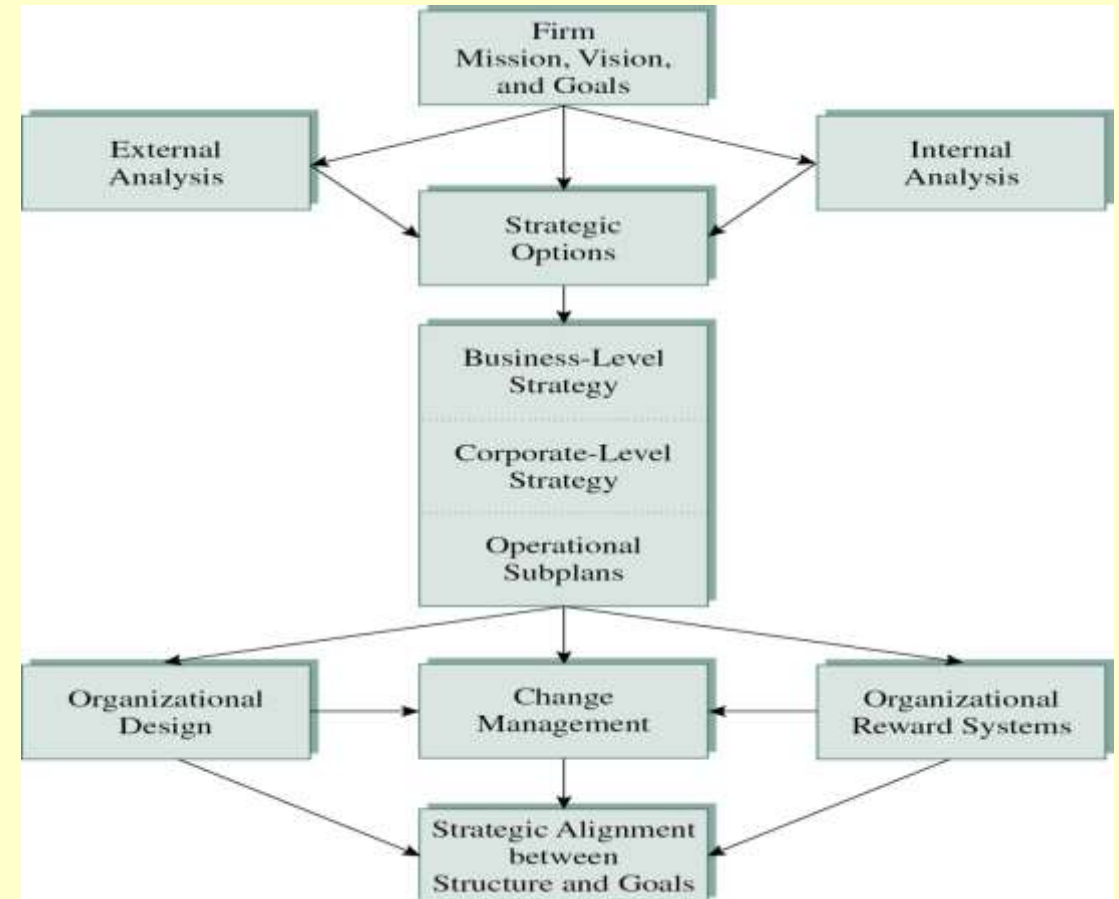 Firm
Mission, Vision,
and Goals
External
Analysis
Internal
Analysis
Strategic
Options
Business-Level
Strategy
Corporate-Level
Strategy
Operational
Subplans
Organizational
Design
Change
Management
Organizational
Reward Systems
Strategic Alignment
between
Structure and Goals